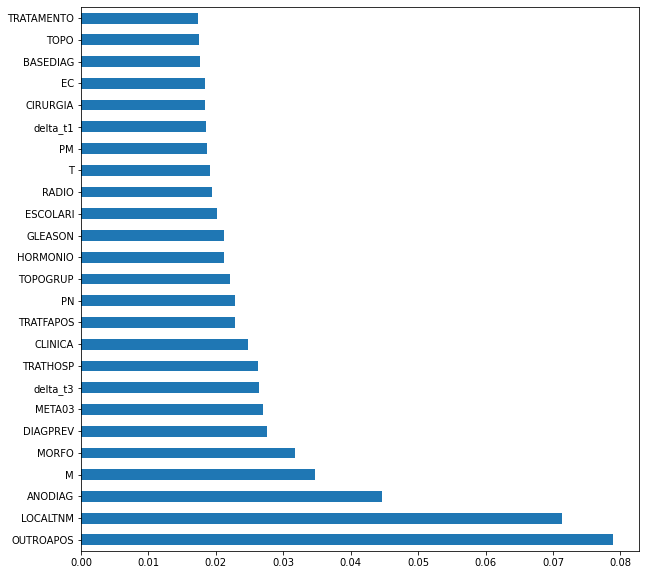 TRATAMENTO
TOPO
BASEDIAG
EC
CIRURGIA
delta_t1
PM
T
RADIO
ESCOLARI
GLEASON
HORMONIO
TOPOGRUP
PN
TRATFAPOS
CLINICA
TRATHOSP
delta_t3
META03
DIAGPREV
MORFO
M
ANODIAG
LOCALTNM
OUTROAPOS
0.00 0.01 0.02 0.03 0.04 0.05 0.06 0.07 0.08